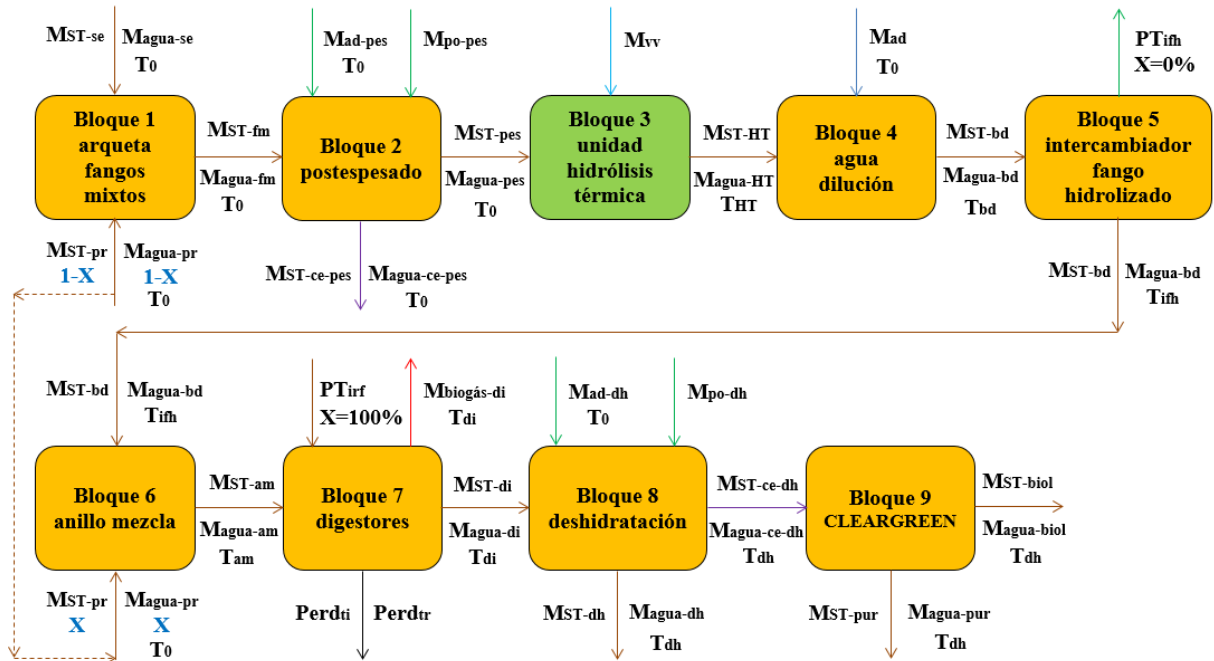 MST-se
Magua-se
T0
Mad-pes
T0
Mpo-pes
Mvv
Mad
T0
PTifh
X=0%
Bloque 1
arqueta
fangos
mixtos
MST-fm
Magua-fm
T0
Bloque 2
postespesado
MST-pes
Magua-pes
T0
Bloque 3
unidad
hidrólisis
térmica
MST-HT
Magua-HT
THT
Bloque 4
agua
dilución
MST-bd
Magua-bd
Tbd
Bloque 5
intercambiador
fango
hidrolizado
MST-pr
1-X
Magua-pr
1-X
T0
MST-ce-pes
Magua-ce-pes
T0
MST-bd
Magua-bd
Tifh
MST-bd
Magua-bd
Tifh
PTirf
X=100%
Mbiogás-di
Tdi
Mad-dh
T0
Mpo-dh
Bloque 6
anillo mezcla
MST-am
Magua-am
Tam
Bloque 7
digestores
MST-di
Magua-di
Tdi
Bloque 8
deshidratación
MST-ce-dh
Magua-ce-dh
Tdh
Bloque 9
CLEARGREEN
MST-biol
Magua-biol
Tdh
MST-pr
X
Magua-pr
X
T0
Perdti
Perdtr
MST-dh
Magua-dh
Tdh
MST-pur
Magua-pur
Tdh